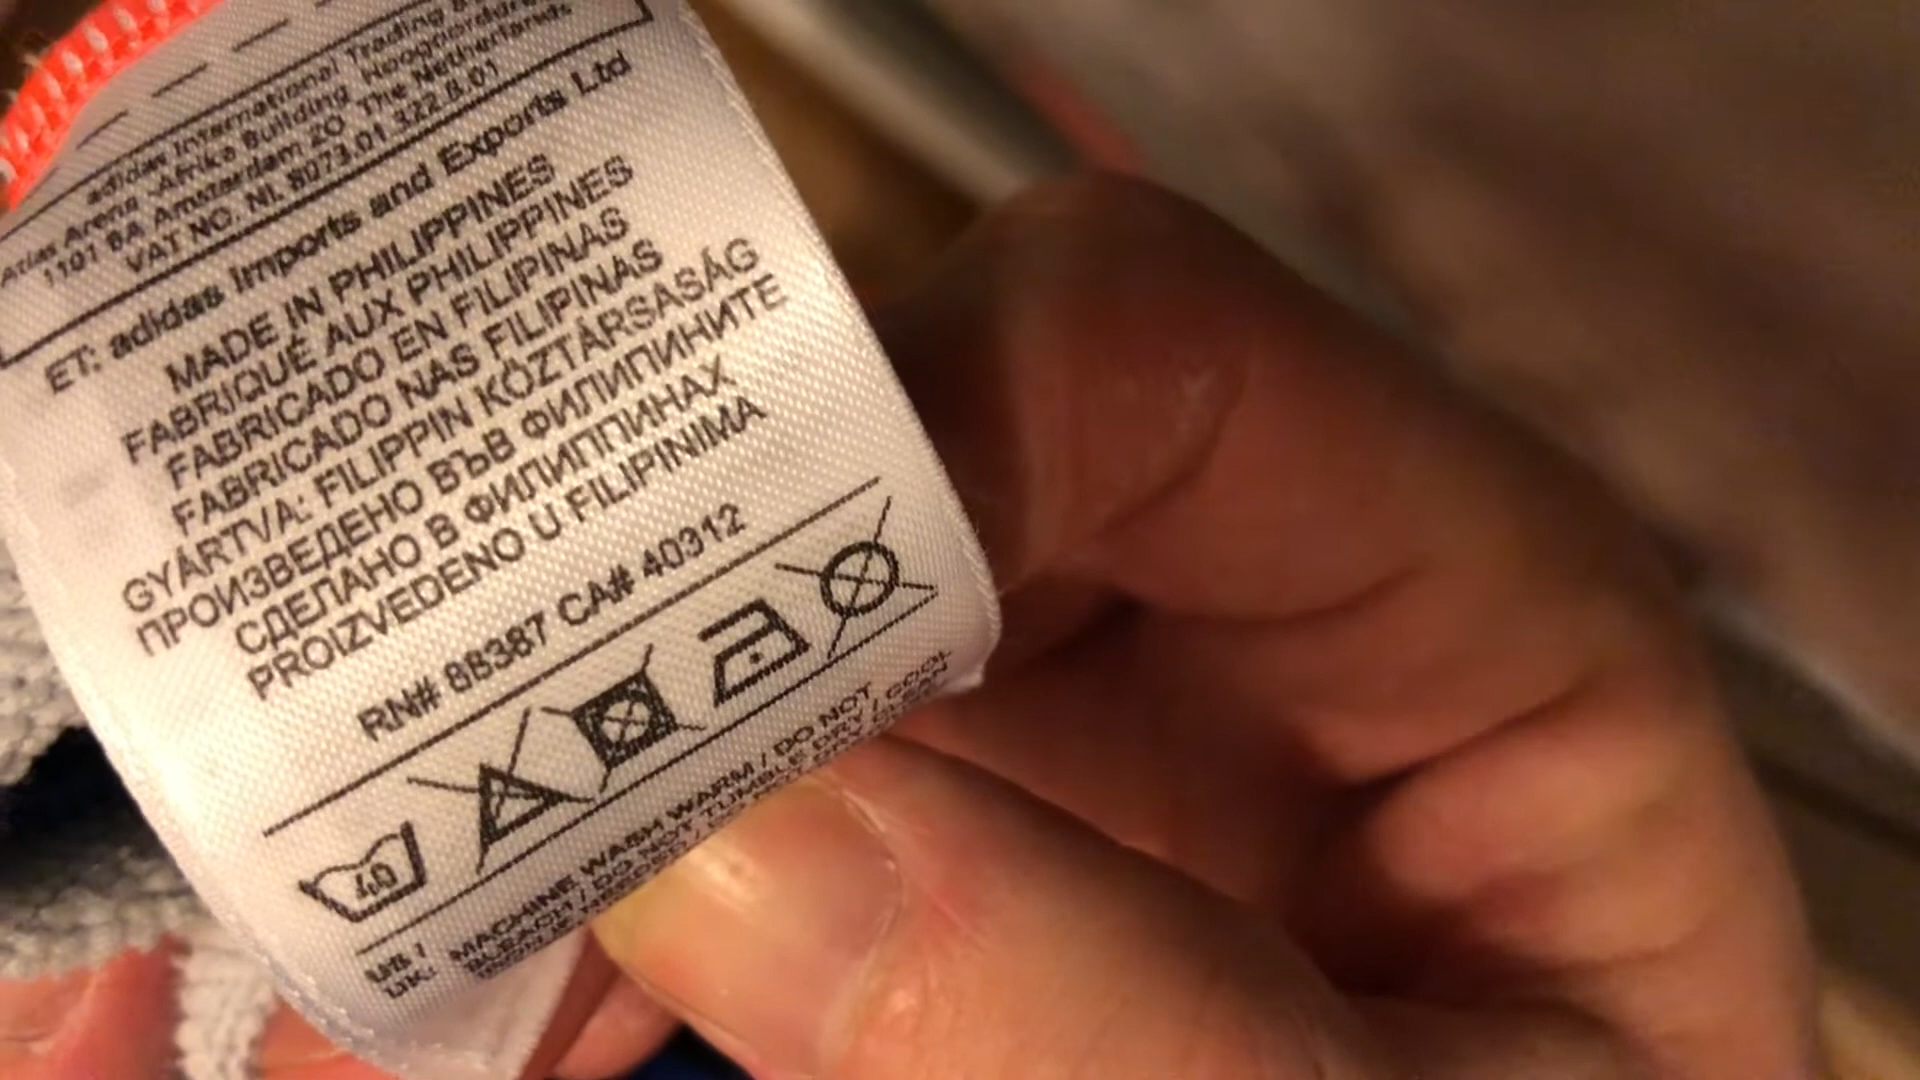 adidas International Trading
Atlas Arena Afrika Building Hoogoorddreef
1101 BA Amsterdam ZO The Netherlands
VAT NO. NL 8073.01.322.B.01
ET: adidas Imports and Exports Ltd
MADE IN PHILIPPINES
FABRIQUÉ AUX PHILIPPINES
FABRICADO EN FILIPINAS
FABRICADO NAS FILIPINAS
GYÁRTVA: FILIPPIN KÖZTÁRSASÁG
ПРОИЗВЕДЕНО ВЪВ ФИЛИПИНИТЕ
СДЕЛАНО В ФИЛИППИНАХ
PROIZVEDENO U FILIPINIMA
RN# 88387 CA# 40312
40
US / MACHINE WASH WARM / DO NOT
UK: BLEACH / DO NOT TUMBLE DRY / COOL